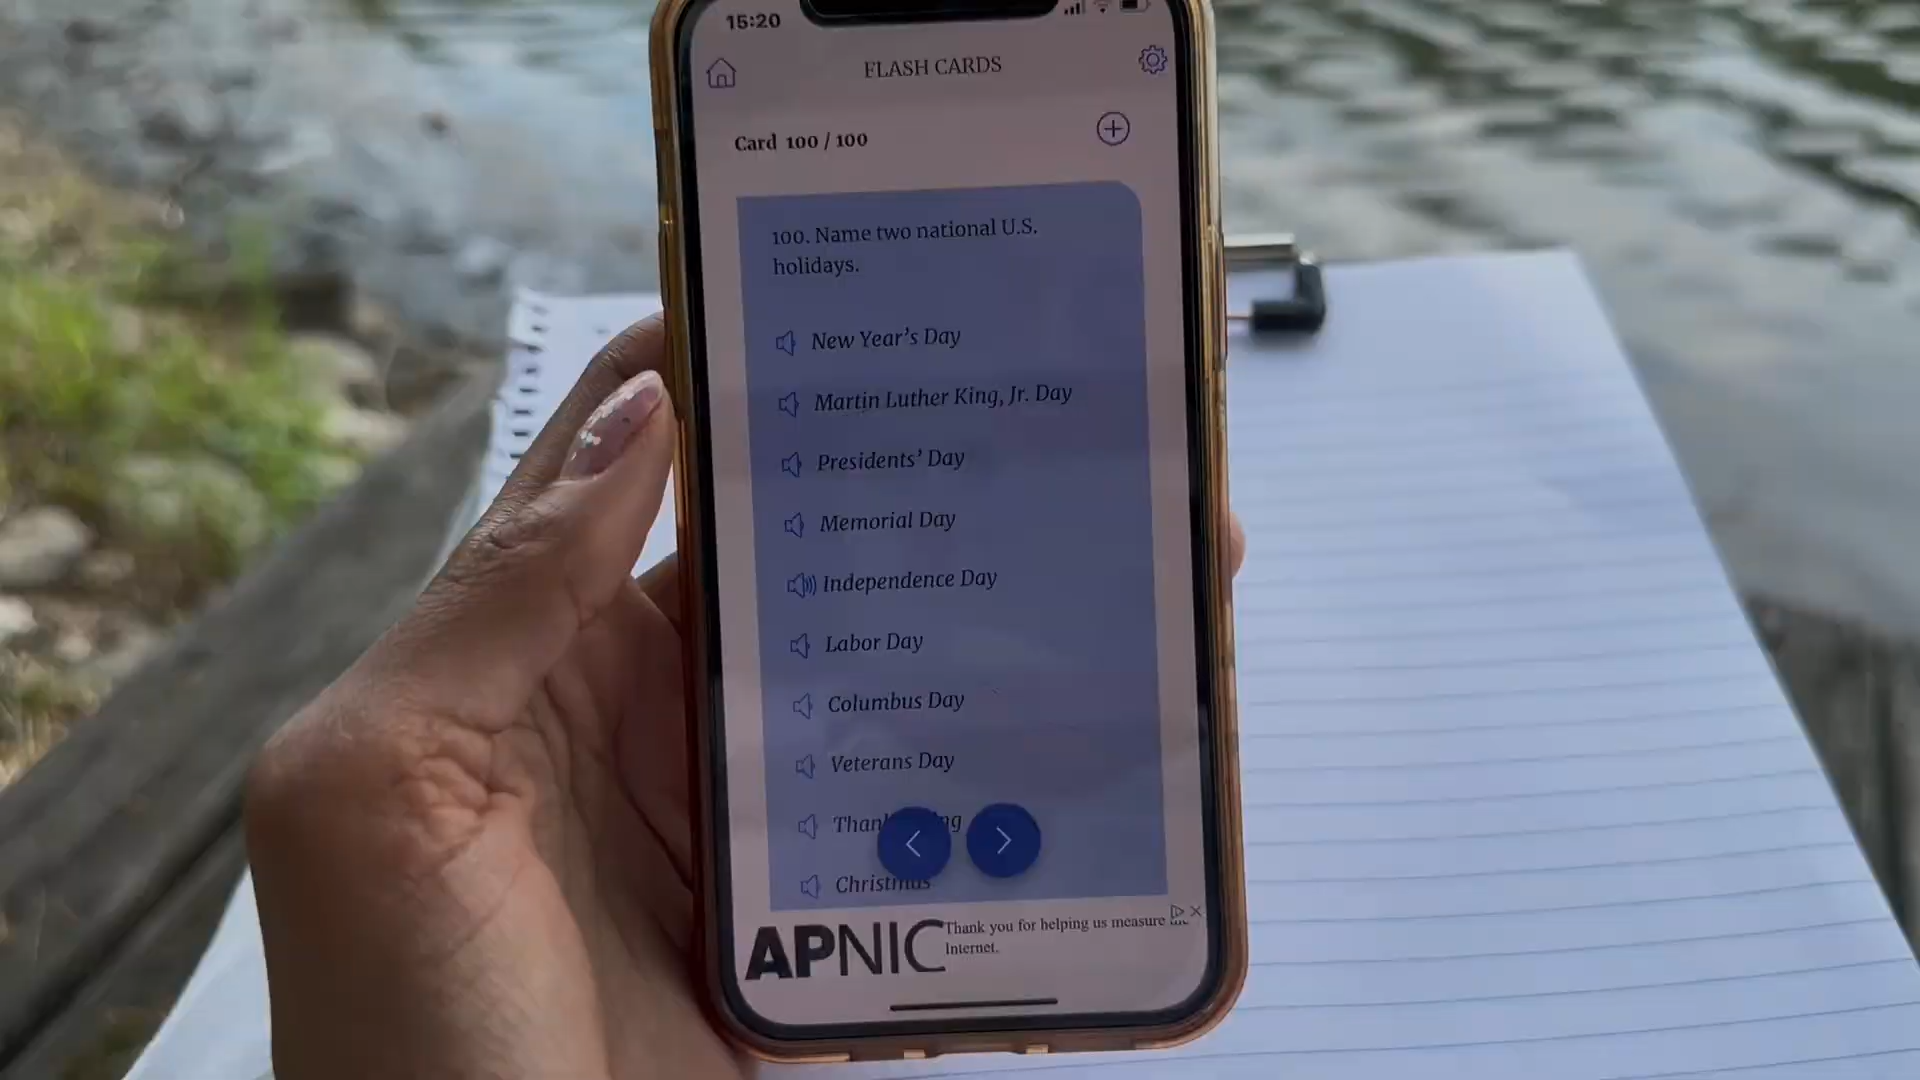 15:20
FLASH CARDS
Card 100 / 100
100. Name two national U.S.
holidays.
New Year's Day
Martin Luther King, Jr. Day
Presidents' Day
Memorial Day
Independence Day
Labor Day
Columbus Day
Veterans Day
Christmas
APNIC
Thank you for helping us measure
Internet.